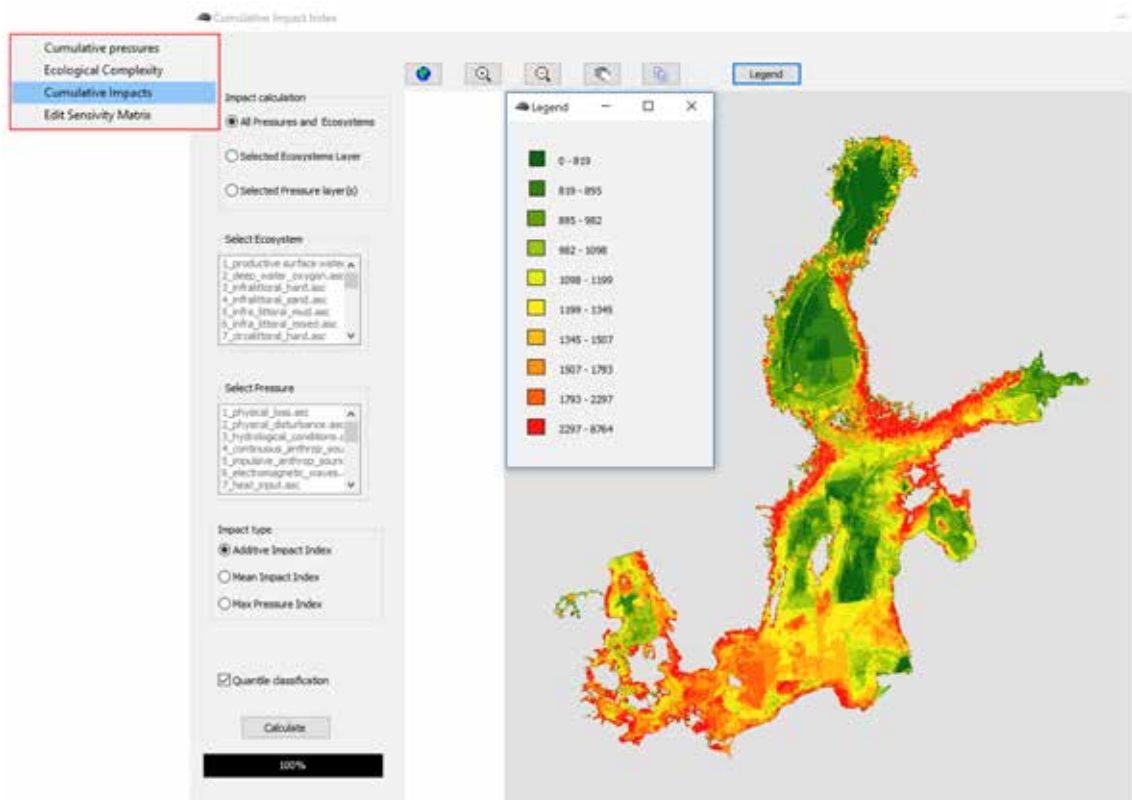 Cumulative Impact Index
Cumulative pressures
Ecological Complexity
Cumulative Impacts
Edit Sensivity Matrix
Legend
Impact calculation
All Pressures and Ecosystems
Selected Ecosystems Layer
Selected Pressure layer(s)
Select Ecosystem
1_productive surface water
2_deep_water_oxygen.asc
3_infralittoral_hard.asc
4_infralittoral_sand.asc
5_infra_littoral_mud.asc
6_infra_littoral_mixed.asc
7_circalittoral_hard.asc
Select Pressure
1_physical_loss.asc
2_physical_disturbance.asc
3_hydrological_conditions.
4_continuous_anthrop_sou
5_impulsive_anthrop_soun
6_electromagnetic_waves.
7_heat_input.asc
Impact type
Additive Impact Index
Mean Impact Index
Max Pressure Index
Quantile classification
Calculate
100%
Legend
0 - 819
819 - 895
895 - 982
982 - 1098
1098 - 1199
1199 - 1345
1345 - 1507
1507 - 1793
1793 - 2297
2297 - 8764